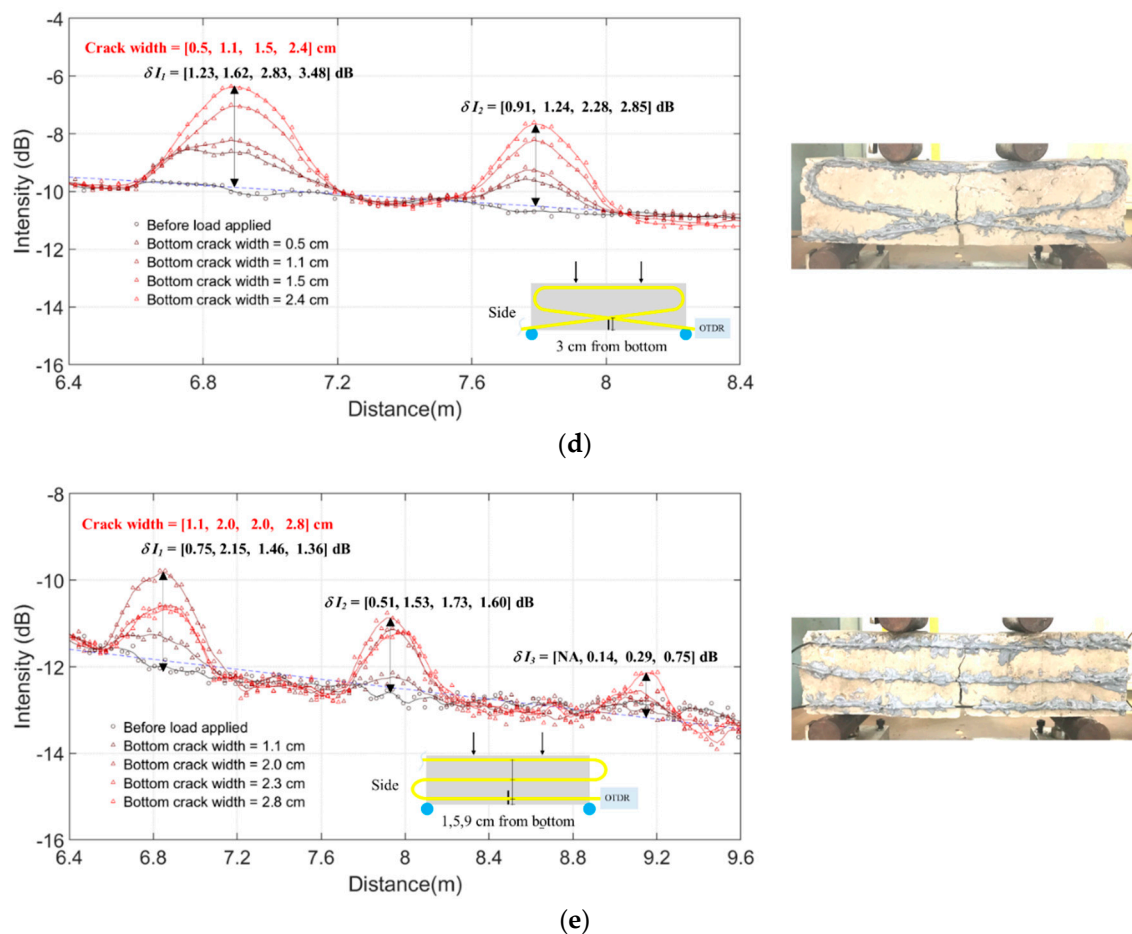 -4
Crack width = [0.5, 1.1, 1.5, 2.4] cm
δI1 = [1.23, 1.62, 2.83, 3.48] dB
-6
δI2 = [0.91, 1.24, 2.28, 2.85] dB
-8
Intensity (dB)
-10
Before load applied
Bottom crack width = 0.5 cm
Bottom crack width = 1.1 cm
-12
Bottom crack width = 1.5 cm
Bottom crack width = 2.4 cm
Side
-14
OTDR
3 cm from bottom
-16
6.4 6.8 7.2 7.6 8 8.4
Distance(m)
(d)
-8
Crack width = [1.1, 2.0, 2.0, 2.8] cm
δI1 = [0.75, 2.15, 1.46, 1.36] dB
-10
δI2 = [0.51, 1.53, 1.73, 1.60] dB
δI3 = [NA, 0.14, 0.29, 0.75] dB
Intensity (dB)
-12
Before load applied
Bottom crack width = 1.1 cm
Bottom crack width = 2.0 cm
-14
Bottom crack width = 2.3 cm
Bottom crack width = 2.8 cm
Side
OTDR
1,5,9 cm from bottom
-16
6.4 6.8 7.2 7.6 8 8.4 8.8 9.2 9.6
Distance(m)
(e)